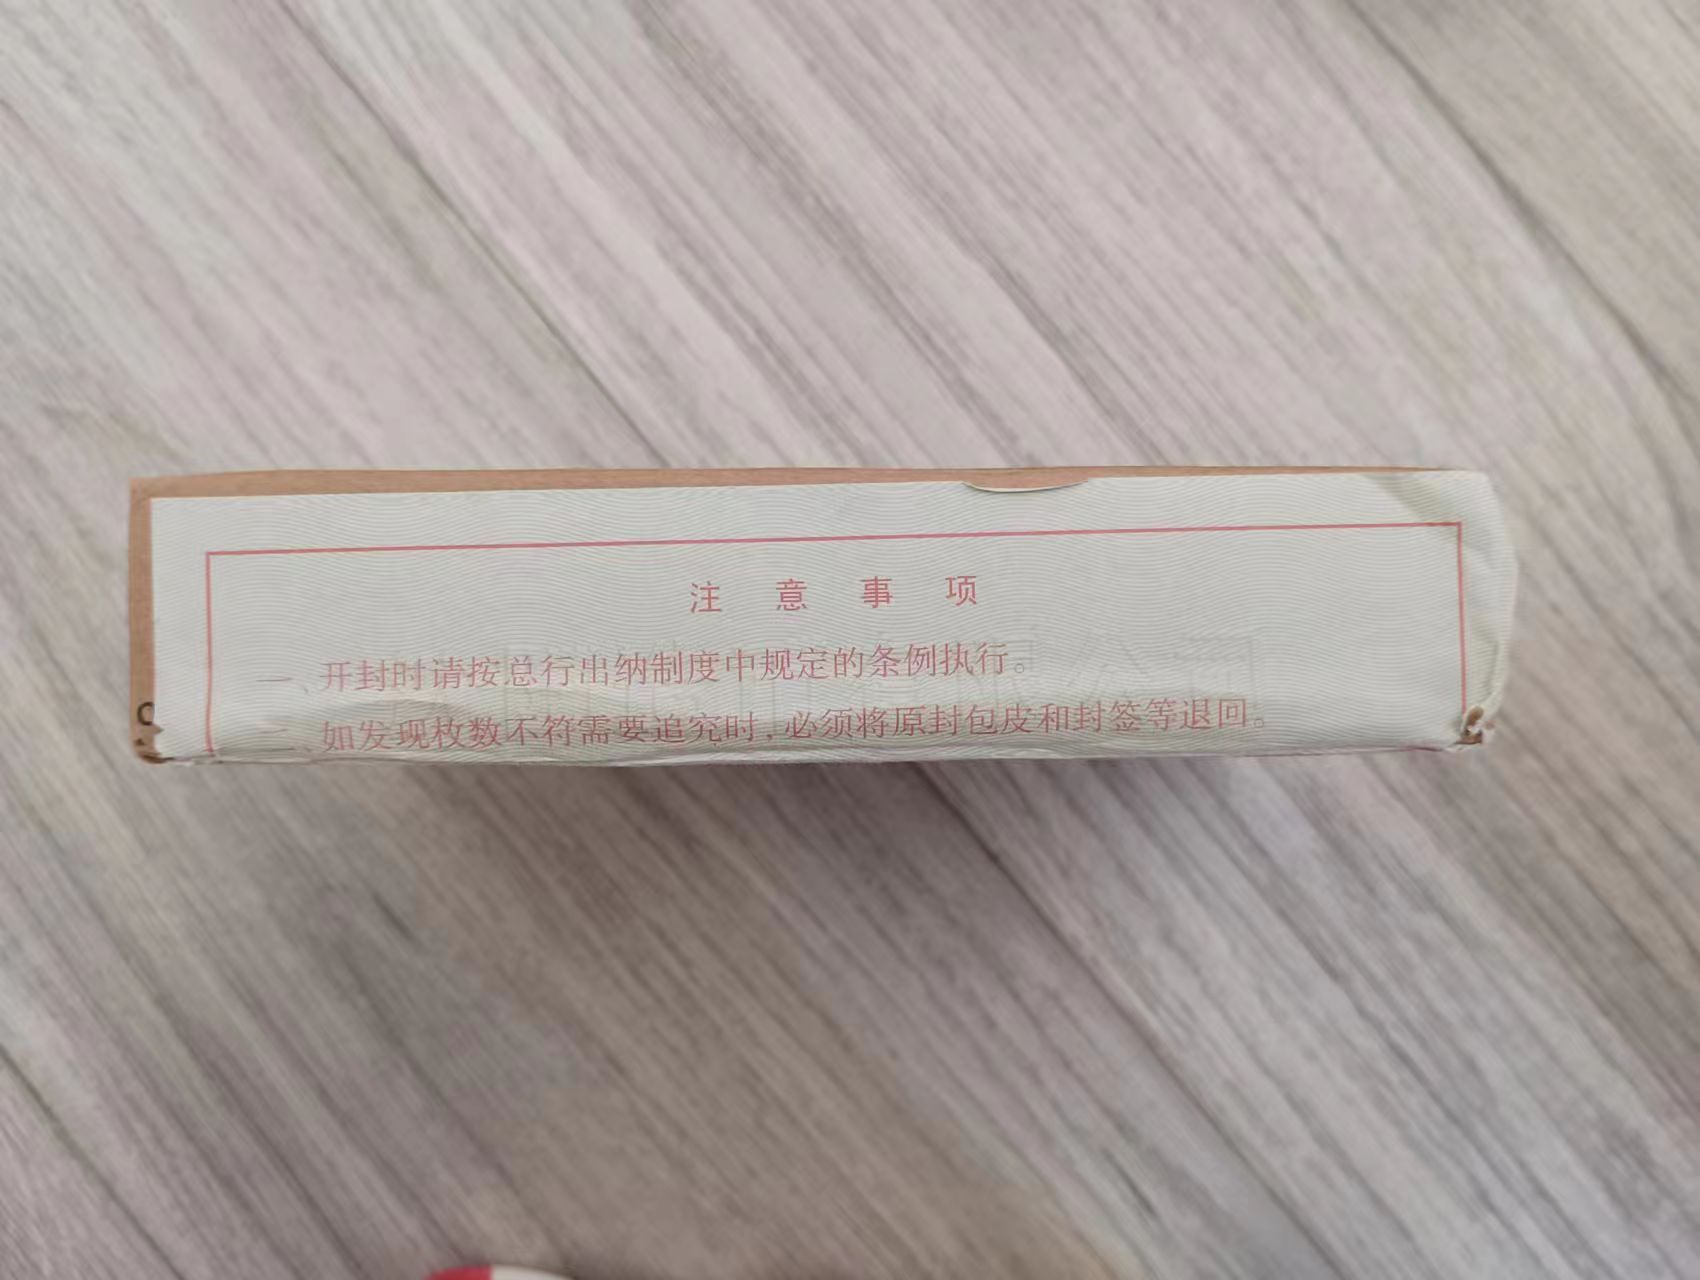 注意事项
一、开封时请按总行出纳制度中规定的条例执行。
二、如发现枚数不符需要追究时，必须将原封包皮和封签等退回。